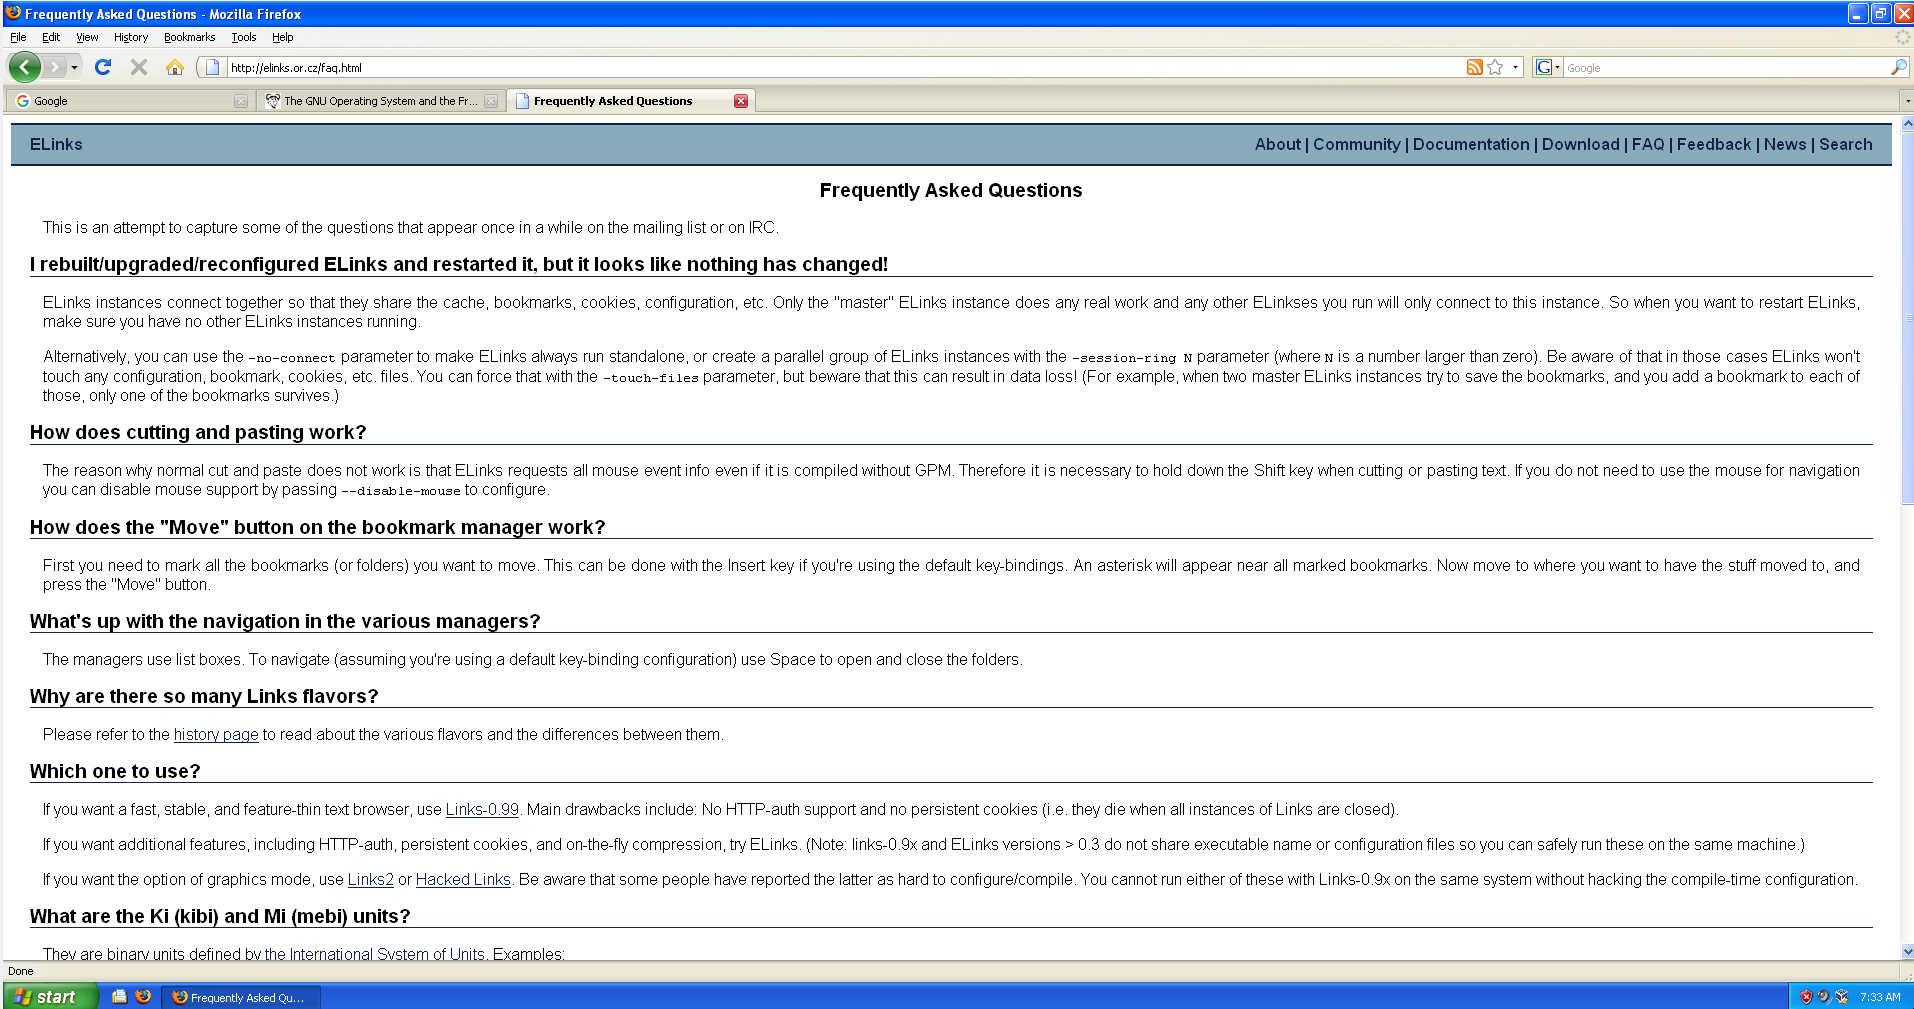 Frequently Asked Questions - Mozilla Firefox
File Edit View History Bookmarks Tools Help
http://elinks.or.cz/faq.html
G Google
Google The GNU Operating System and the Fr... Frequently Asked Questions
ELinks About | Community | Documentation | Download | FAQ | Feedback | News | Search
Frequently Asked Questions
This is an attempt to capture some of the questions that appear once in a while on the mailing list or on IRC.
I rebuilt/upgraded/reconfigured ELinks and restarted it, but it looks like nothing has changed!
ELinks instances connect together so that they share the cache, bookmarks, cookies, configuration, etc. Only the "master" ELinks instance does any real work and any other ELinkses you run will only connect to this instance. So when you want to restart ELinks,
make sure you have no other ELinks instances running.
Alternatively, you can use the -no-connect parameter to make ELinks always run standalone, or create a parallel group of ELinks instances with the -session-ring N parameter (where N is a number larger than zero). Be aware of that in those cases ELinks won't
touch any configuration, bookmark, cookies, etc. files. You can force that with the -touch-files parameter, but beware that this can result in data loss! (For example, when two master ELinks instances try to save the bookmarks, and you add a bookmark to each of
those, only one of the bookmarks survives.)
How does cutting and pasting work?
The reason why normal cut and paste does not work is that ELinks requests all mouse event info even if it is compiled without GPM. Therefore it is necessary to hold down the Shift key when cutting or pasting text. If you do not need to use the mouse for navigation
you can disable mouse support by passing --disable-mouse to configure.
How does the "Move" button on the bookmark manager work?
First you need to mark all the bookmarks (or folders) you want to move. This can be done with the Insert key if you're using the default key-bindings. An asterisk will appear near all marked bookmarks. Now move to where you want to have the stuff moved to, and
press the "Move" button.
What's up with the navigation in the various managers?
The managers use list boxes. To navigate (assuming you're using a default key-binding configuration) use Space to open and close the folders.
Why are there so many Links flavors?
Please refer to the history page to read about the various flavors and the differences between them.
Which one to use?
If you want a fast, stable, and feature-thin text browser, use Links-0.99. Main drawbacks include: No HTTP-auth support and no persistent cookies (i.e. they die when all instances of Links are closed).
If you want additional features, including HTTP-auth, persistent cookies, and on-the-fly compression, try ELinks. (Note: links-0.9x and ELinks versions > 0.3 do not share executable name or configuration files so you can safely run these on the same machine.)
If you want the option of graphics mode, use Links2 or Hacked Links. Be aware that some people have reported the latter as hard to configure/compile. You cannot run either of these with Links-0.9x on the same system without hacking the compile-time configuration.
What are the Ki (kibi) and Mi (mebi) units?
They are binary units defined by the International System of Units. Examples:
Done
start Frequently Asked Qu... 7:33 AM